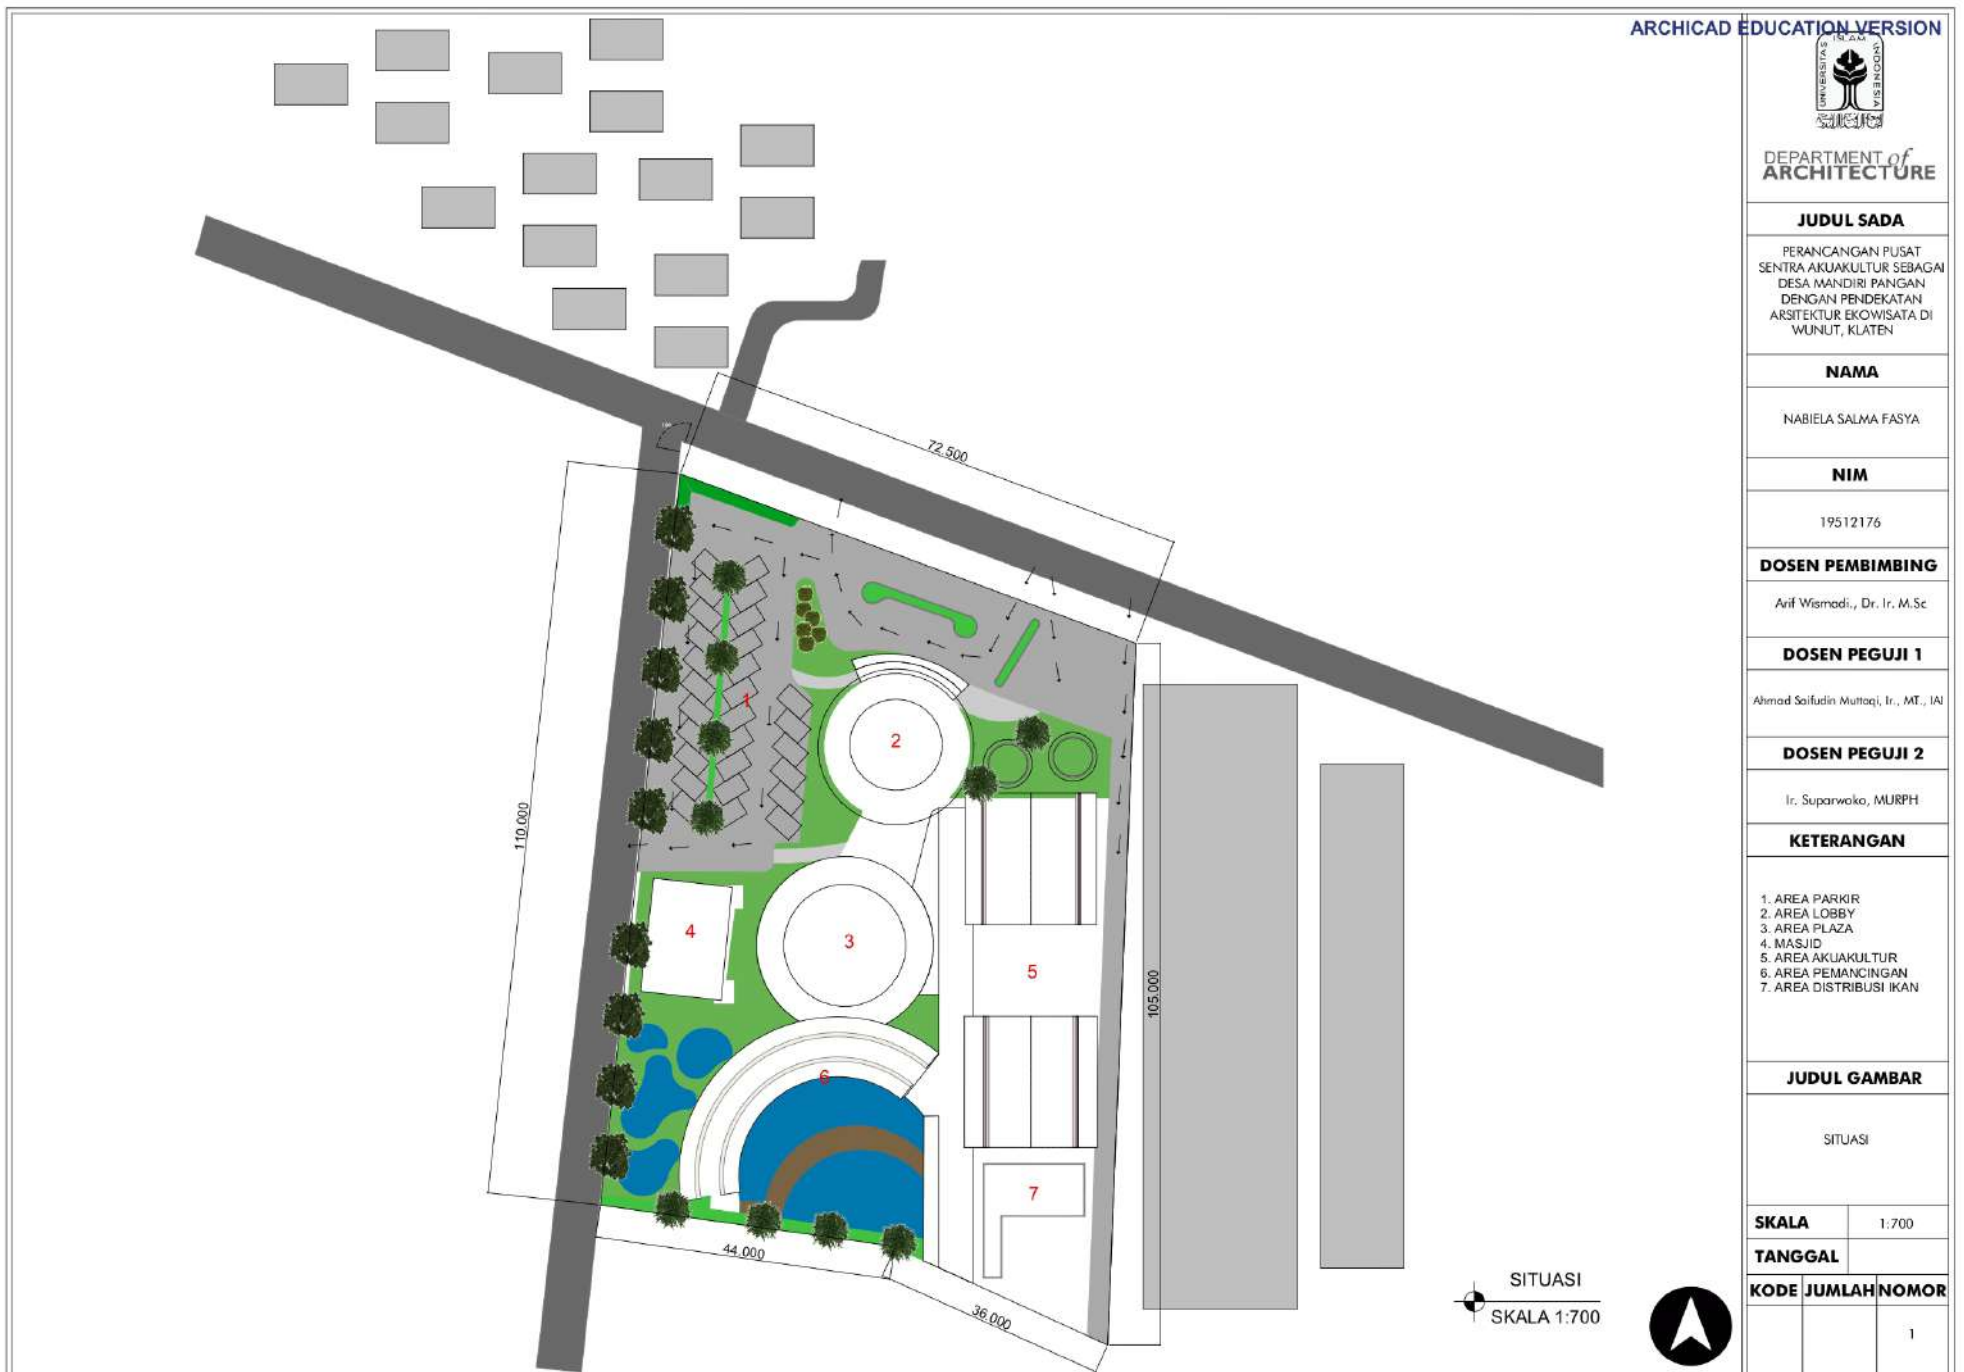 ARCHICAD EDUCATION VERSION
UNIVERSITAS ISLAM INDONESIA
DEPARTMENT of
ARCHITECTURE
JUDUL SADA
PERANCANGAN PUSAT
SENTRA AKUAKULTUR SEBAGAI
DESA MANDIRI PANGAN
DENGAN PENDEKATAN
ARSITEKTUR EKOWISATA DI
WUNUT, KLATEN
NAMA
NABIELA SALMA FASYA
NIM
19512176
DOSEN PEMBIMBING
Arif Wismadi., Dr. Ir. M.Sc
DOSEN PEGUJI 1
Ahmad Saifudin Muttaqi, Ir., MT., IAI
DOSEN PEGUJI 2
Ir. Suparwoko, MURPH
KETERANGAN
1. AREA PARKIR
2. AREA LOBBY
3. AREA PLAZA
4. MASJID
5. AREA AKUAKULTUR
6. AREA PEMANCINGAN
7. AREA DISTRIBUSI IKAN
JUDUL GAMBAR
SITUASI
SKALA 1:700
TANGGAL
KODE JUMLAH NOMOR
1
72.500
110.000
105.000
44.000
36.000
1
2
3
4
5
6
7
SITUASI
SKALA 1:700